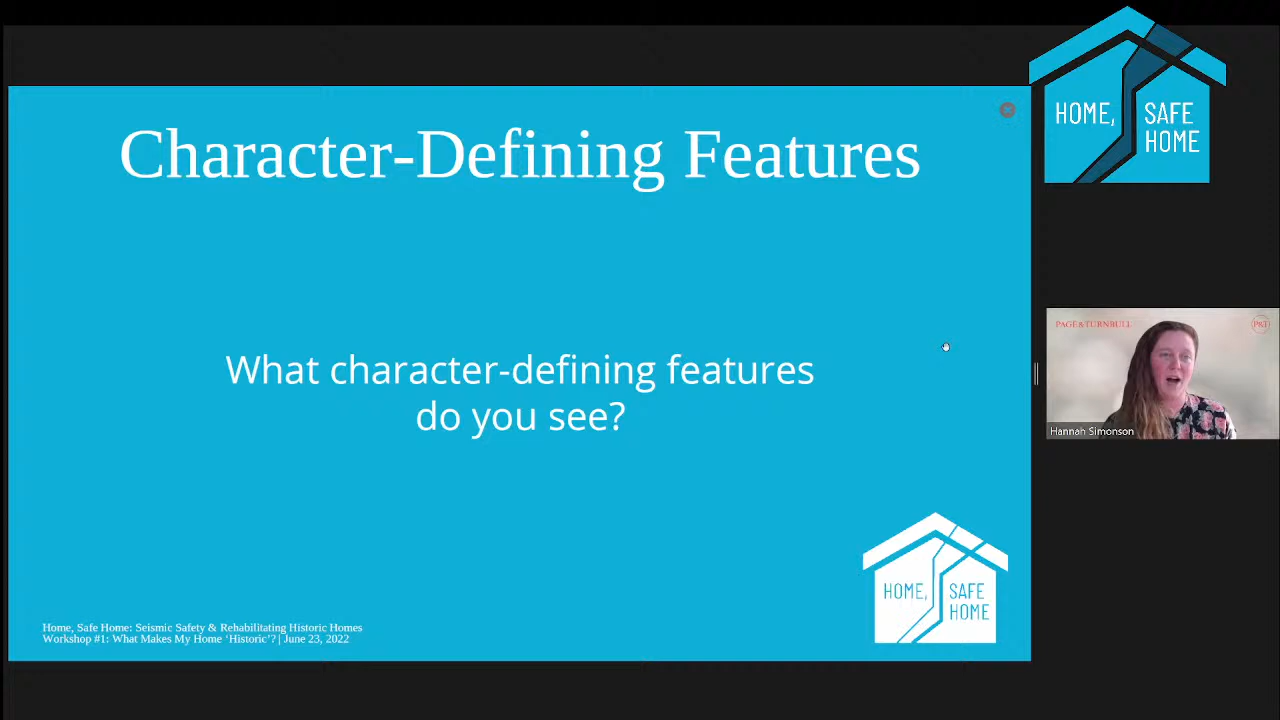 Character-Defining Features
What character-defining features
do you see?
HOME, SAFE
HOME
Home, Safe Home: Seismic Safety & Rehabilitating Historic Homes
Workshop #1: What Makes My Home ‘Historic’? | June 23, 2022
HOME, SAFE
HOME
PAGE & TURNBULL
P&T
Hannah Simonson